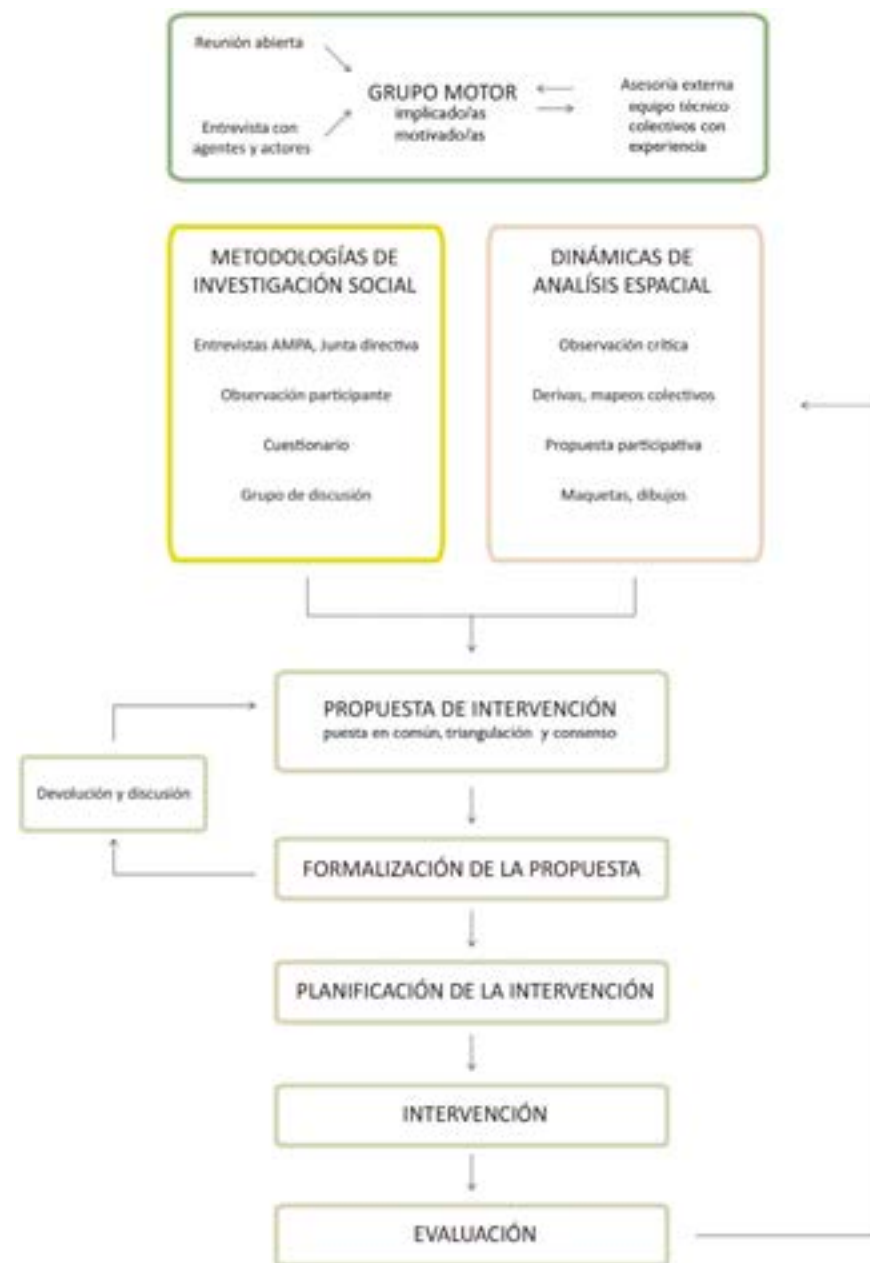 Reunión abierta
Entrevista con
agentes y actores
GRUPO MOTOR
implicado/as
motivado/as
Asesoría externa
equipo técnico
colectivos con
experiencia
METODOLOGÍAS DE
INVESTIGACIÓN SOCIAL
Entrevistas AMPA, Junta directiva
Observación participante
Cuestionario
Grupo de discusión
DINÁMICAS DE
ANALÍSIS ESPACIAL
Observación crítica
Derivas, mapeos colectivos
Propuesta participativa
Maquetas, dibujos
PROPUESTA DE INTERVENCIÓN
puesta en común, triangulación y consenso
Devolución y discusión
FORMALIZACIÓN DE LA PROPUESTA
PLANIFICACIÓN DE LA INTERVENCIÓN
INTERVENCIÓN
EVALUACIÓN